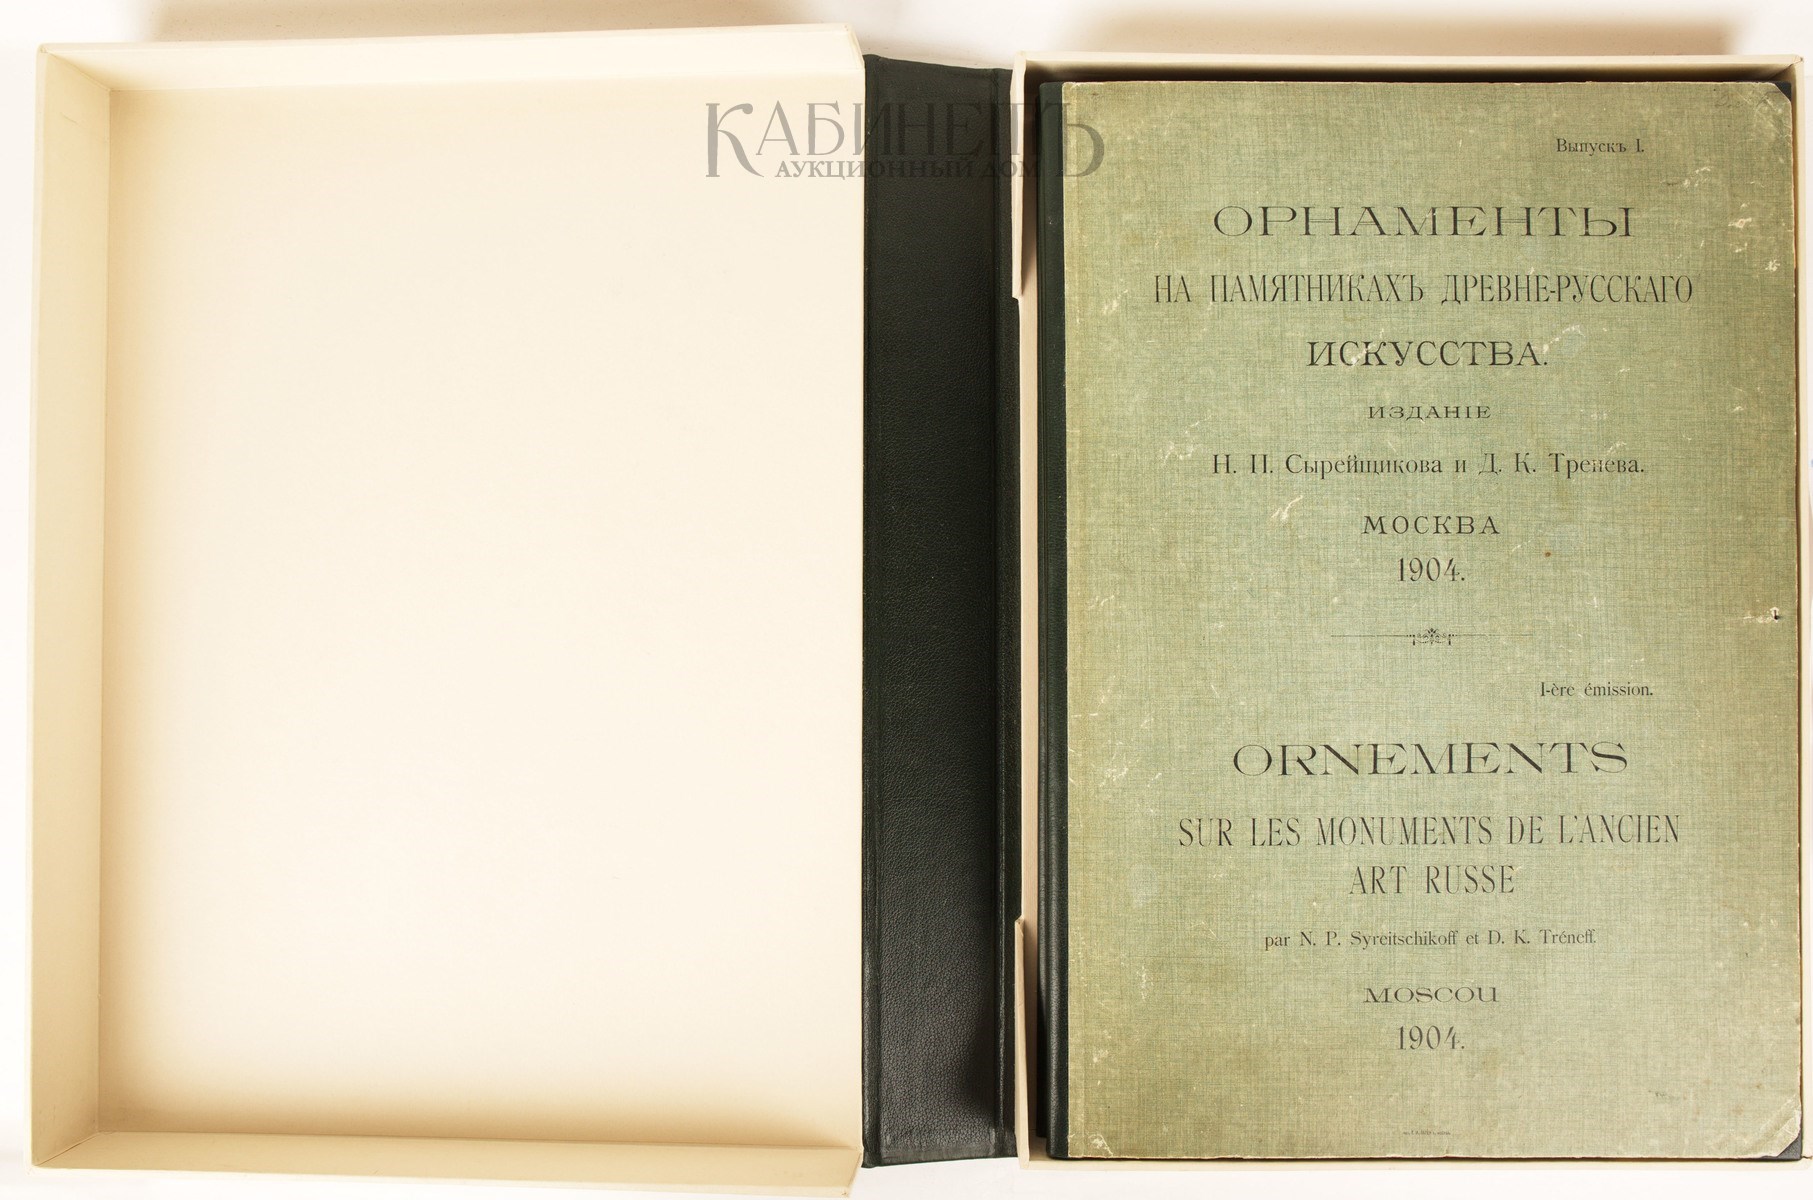 КАБИНЕТЪ
АУКЦИОННЫЙ ДОМ
Выпускъ I.
ОРНАМЕНТЫ
НА ПАМЯТНИКАХЪ ДРЕВНЕ-РУССКАГО
ИСКУССТВА.
ИЗДАНІЕ
Н. П. Сырейщикова и Д. К. Тренева.
МОСКВА
1904.
I-ère émission.
ORNEMENTS
SUR LES MONUMENTS DE L'ANCIEN
ART RUSSE
par N. P. Syreitschikoff et D. K. Tréneff.
MOSCOU
1904.